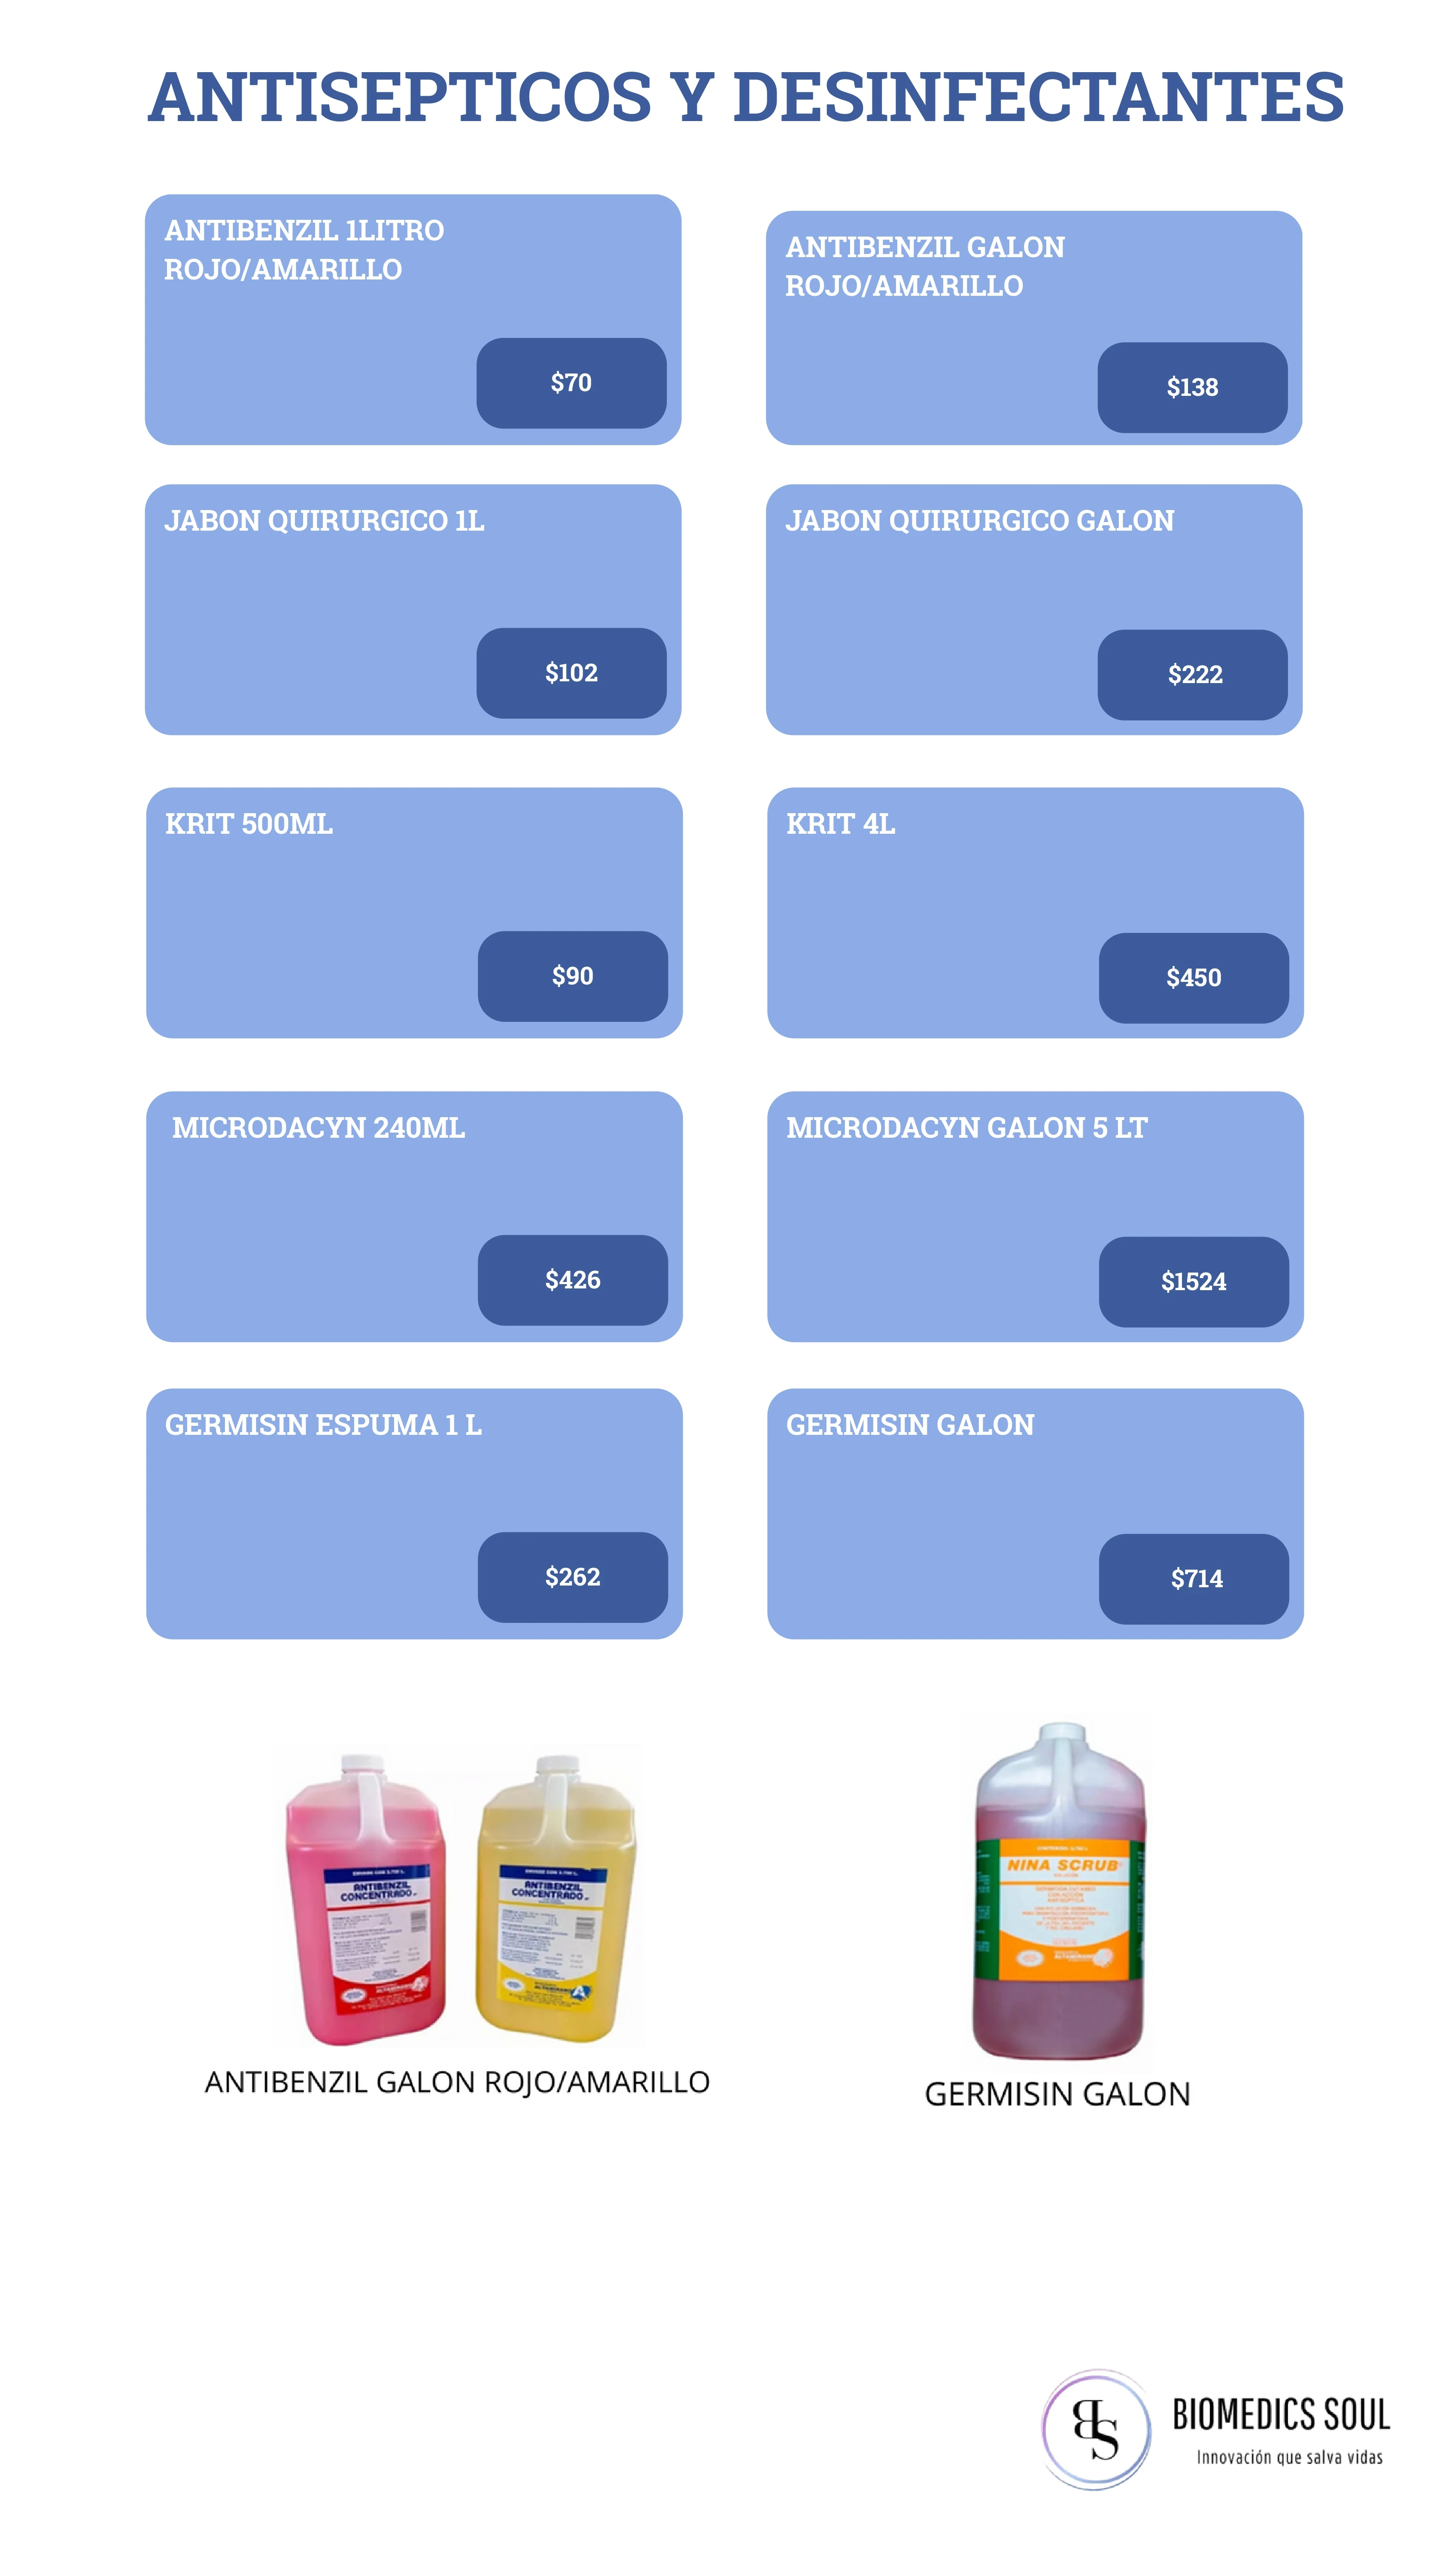 ANTISEPTICOS Y DESINFECTANTES
ANTIBENZIL 1LITRO
ROJO/AMARILLO
$70
ANTIBENZIL GALON
ROJO/AMARILLO
$138
JABON QUIRURGICO 1L
$102
JABON QUIRURGICO GALON
$222
KRIT 500ML
$90
KRIT 4L
$450
MICRODACYN 240ML
$426
MICRODACYN GALON 5 LT
$1524
GERMISIN ESPUMA 1 L
$262
GERMISIN GALON
$714
ANTIBENZIL
CONCENTRADO
ANTIBENZIL
CONCENTRADO
ANTIBENZIL GALON ROJO/AMARILLO
NINA SCRUB
GERMISIN GALON
BS
BIOMEDICS SOUL
Innovación que salva vidas